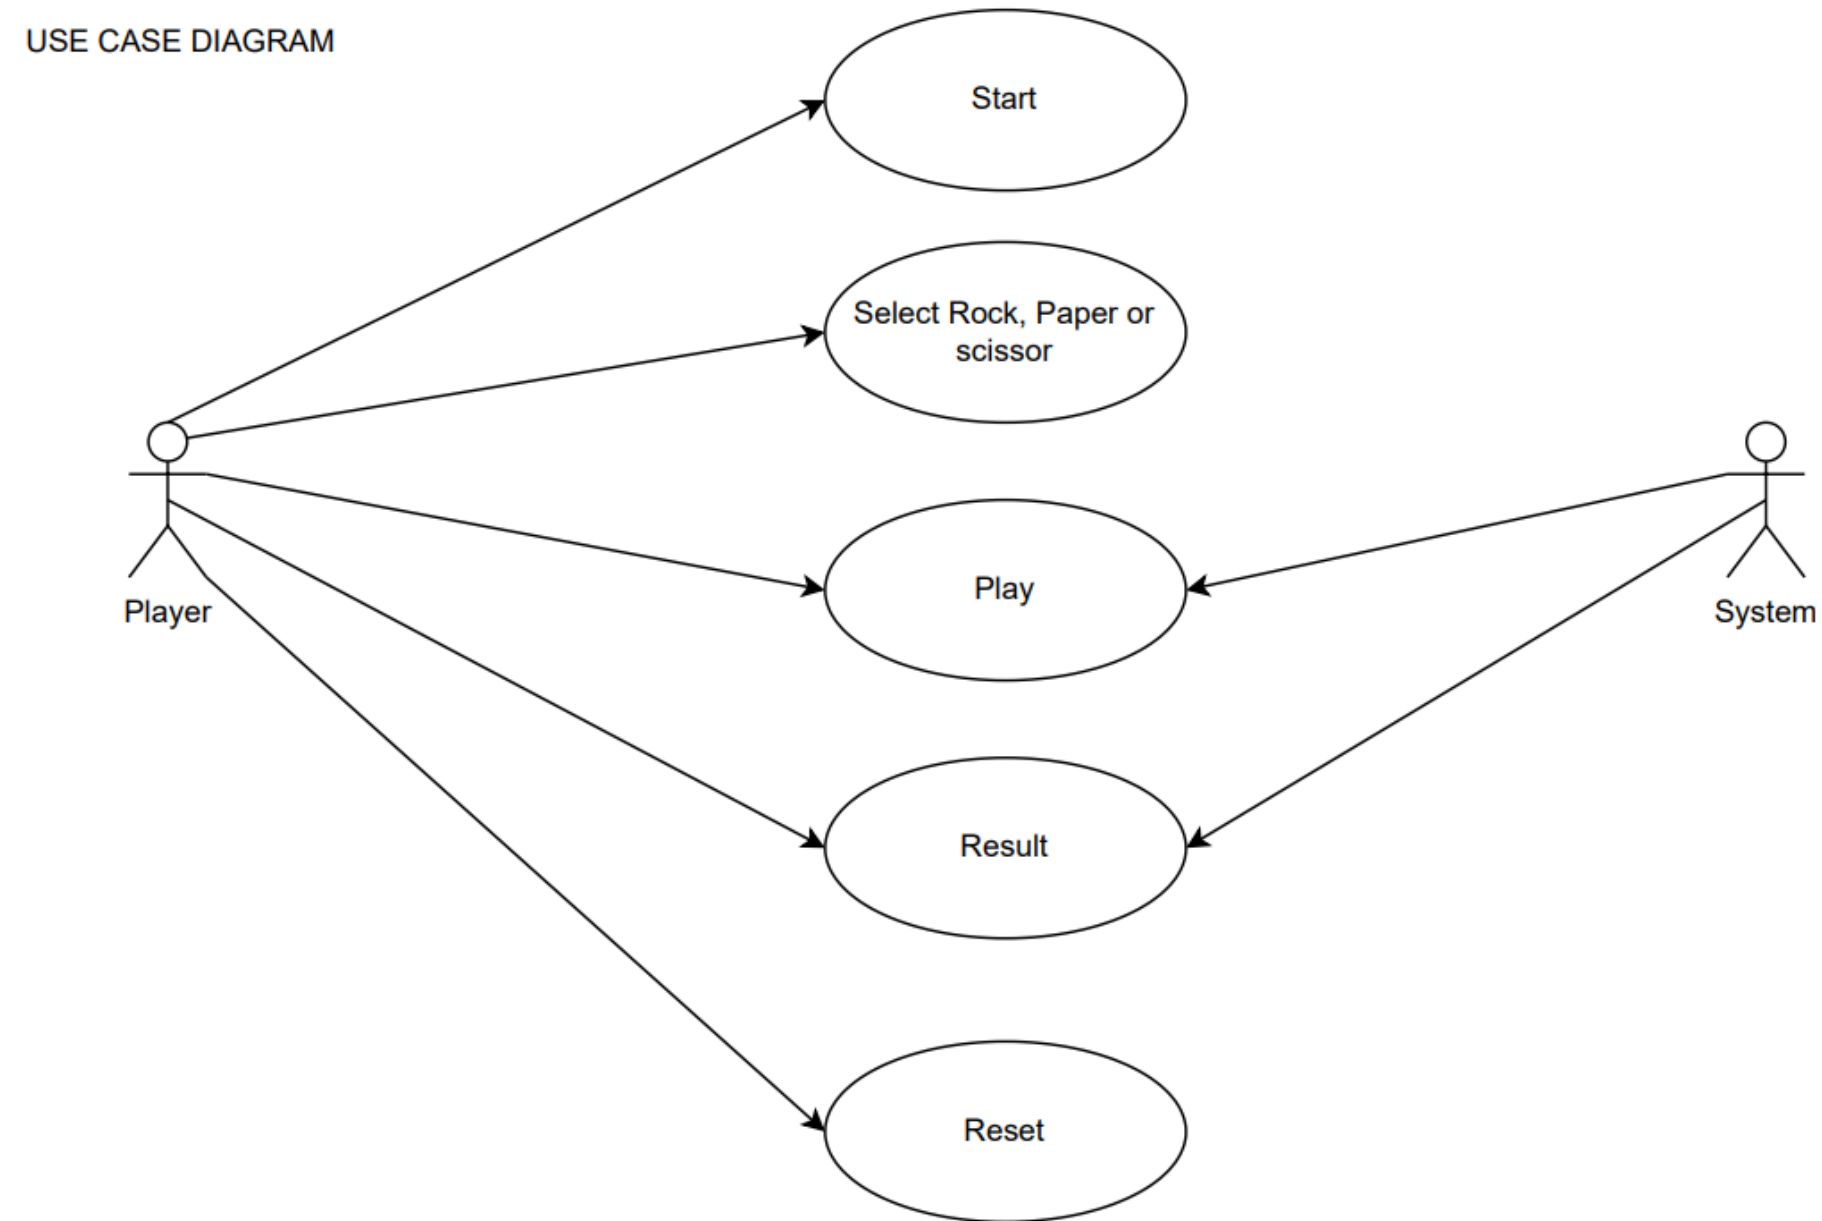 USE CASE DIAGRAM
Start
Select Rock, Paper or
scissor
Play
Player
System
Result
Reset